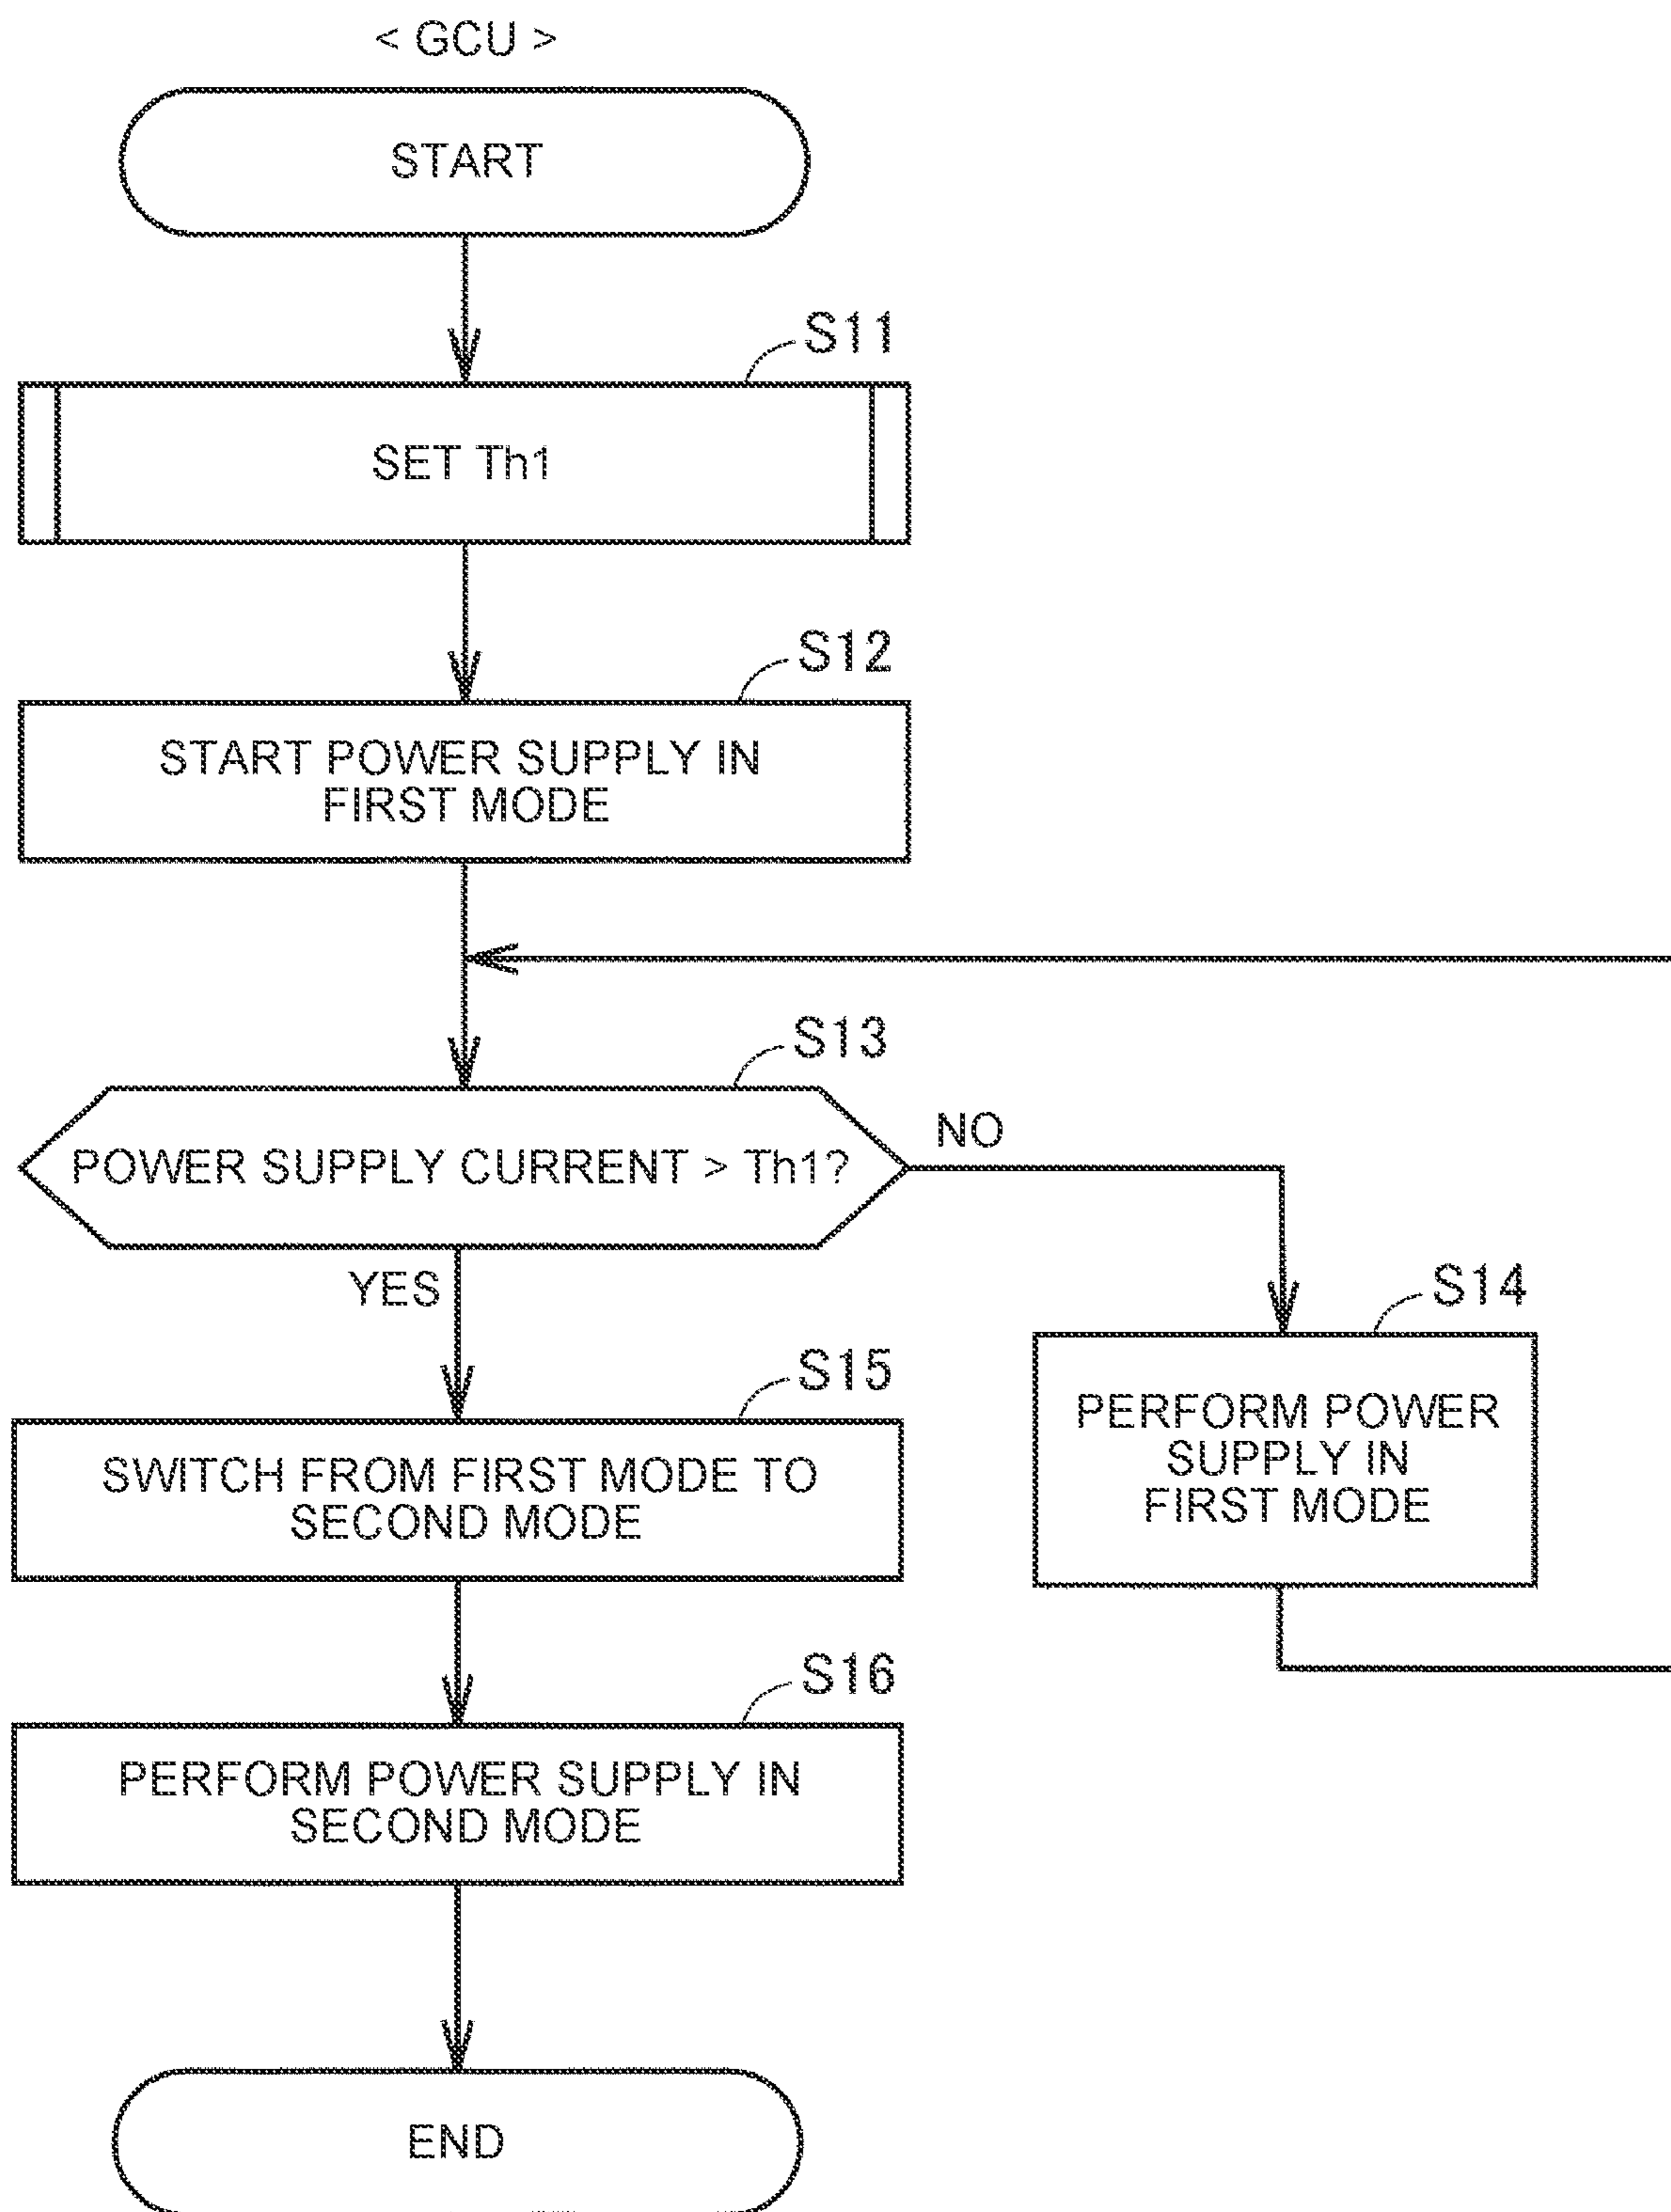 < GCU >
START
S11
SET Th1
S12
START POWER SUPPLY IN
FIRST MODE
S13
POWER SUPPLY CURRENT > Th1?
NO
YES
S14
PERFORM POWER
SUPPLY IN
FIRST MODE
S15
SWITCH FROM FIRST MODE TO
SECOND MODE
S16
PERFORM POWER SUPPLY IN
SECOND MODE
END